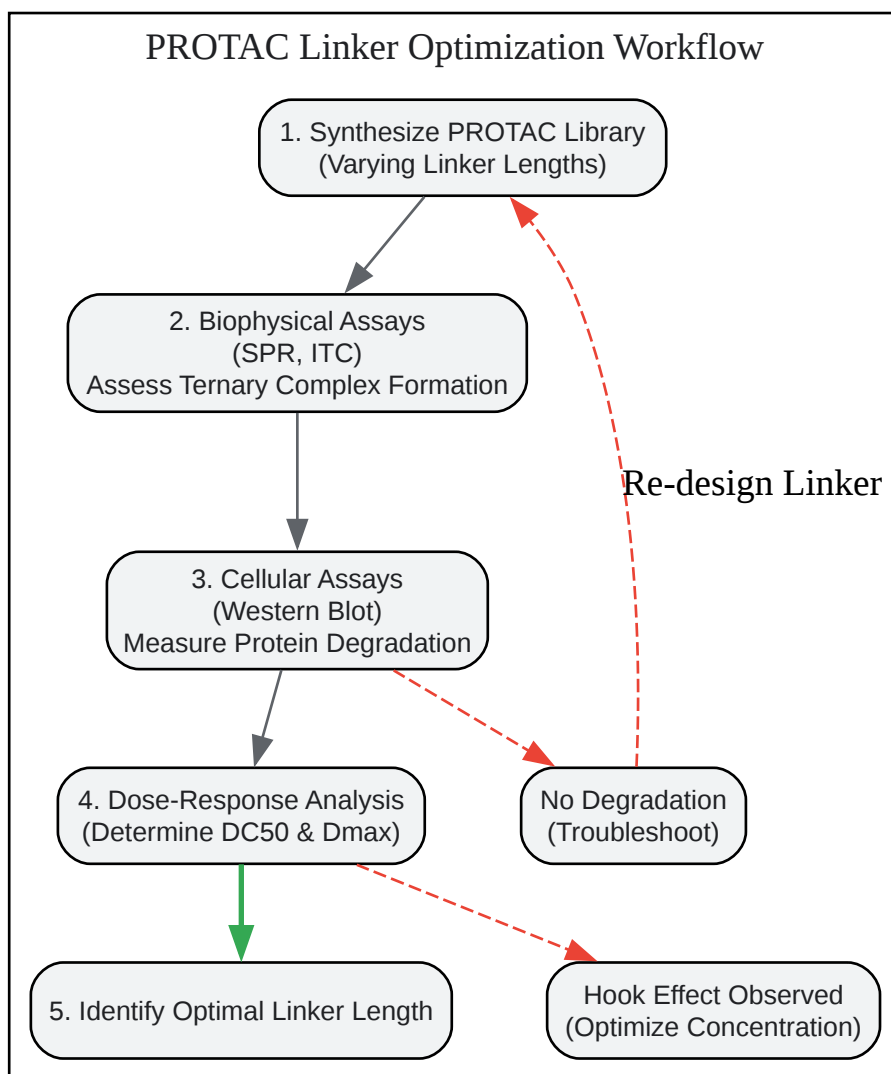 PROTAC Linker Optimization Workflow
1. Synthesize PROTAC Library
(Varying Linker Lengths)
2. Biophysical Assays
(SPR, ITC)
Assess Ternary Complex Formation
Re-design Linker
3. Cellular Assays
(Western Blot)
Measure Protein Degradation
4. Dose-Response Analysis
(Determine DC50 & Dmax)
No Degradation
(Troubleshoot)
5. Identify Optimal Linker Length
Hook Effect Observed
(Optimize Concentration)